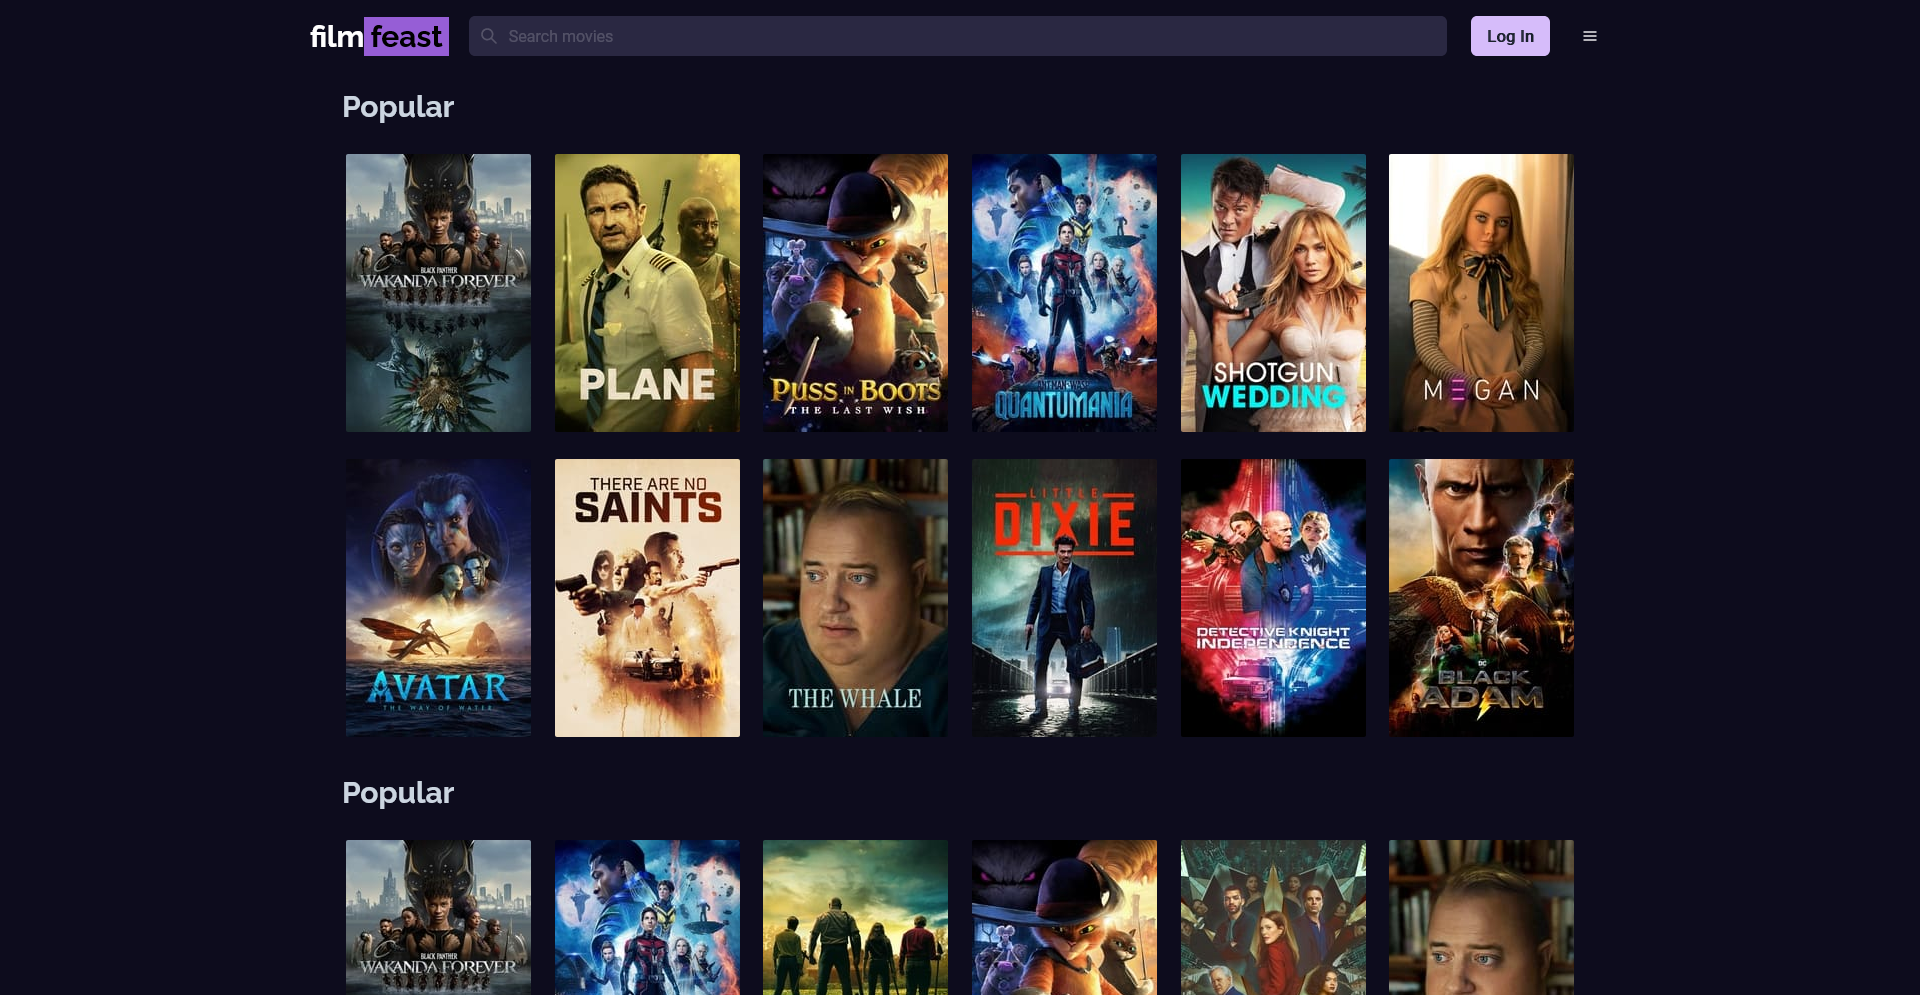 film feast
Search movies
Log In
Popular
BLACK PANTHER
WAKANDA FOREVER
PLANE
PUSS IN BOOTS
THE LAST WISH
ANT-MAN AND THE WASP
QUANTUMANIA
SHOTGUN
WEDDING
M3GAN
AVATAR
THE WAY OF WATER
THERE ARE NO
SAINTS
THE WHALE
LITTLE
DIXIE
DETECTIVE KNIGHT
INDEPENDENCE
DC
BLACK
ADAM
Popular
BLACK PANTHER
WAKANDA FOREVER